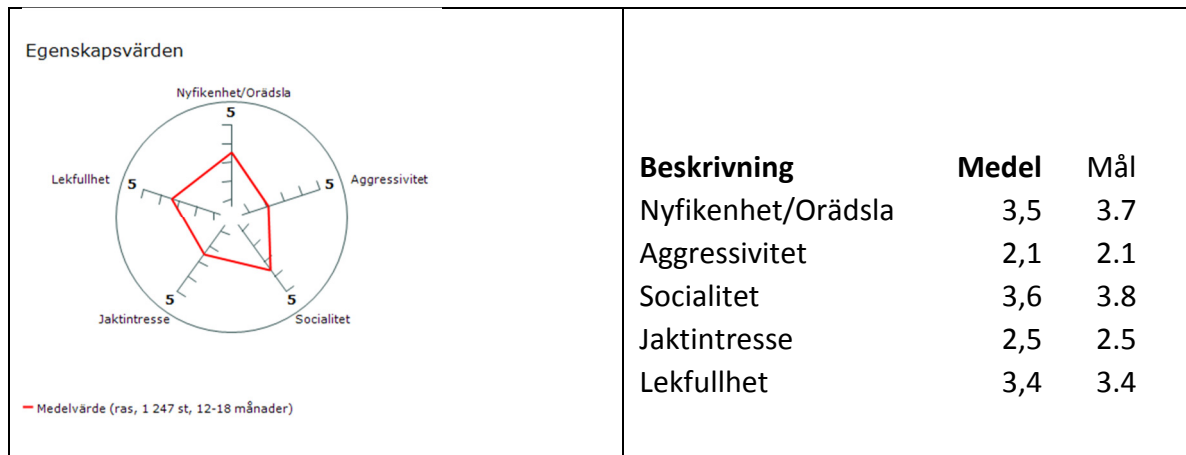 Egenskapsvärden
Nyfikenhet/Orädsla
5
Lekfullhet
5
5
Aggressivitet
5
5
Jaktintresse
Socialitet
Medelvärde (ras, 1 247 st, 12-18 månader)
Beskrivning Medel Mål
Nyfikenhet/Orädsla 3,5 3.7
Aggressivitet 2,1 2.1
Socialitet 3,6 3.8
Jaktintresse 2,5 2.5
Lekfullhet 3,4 3.4